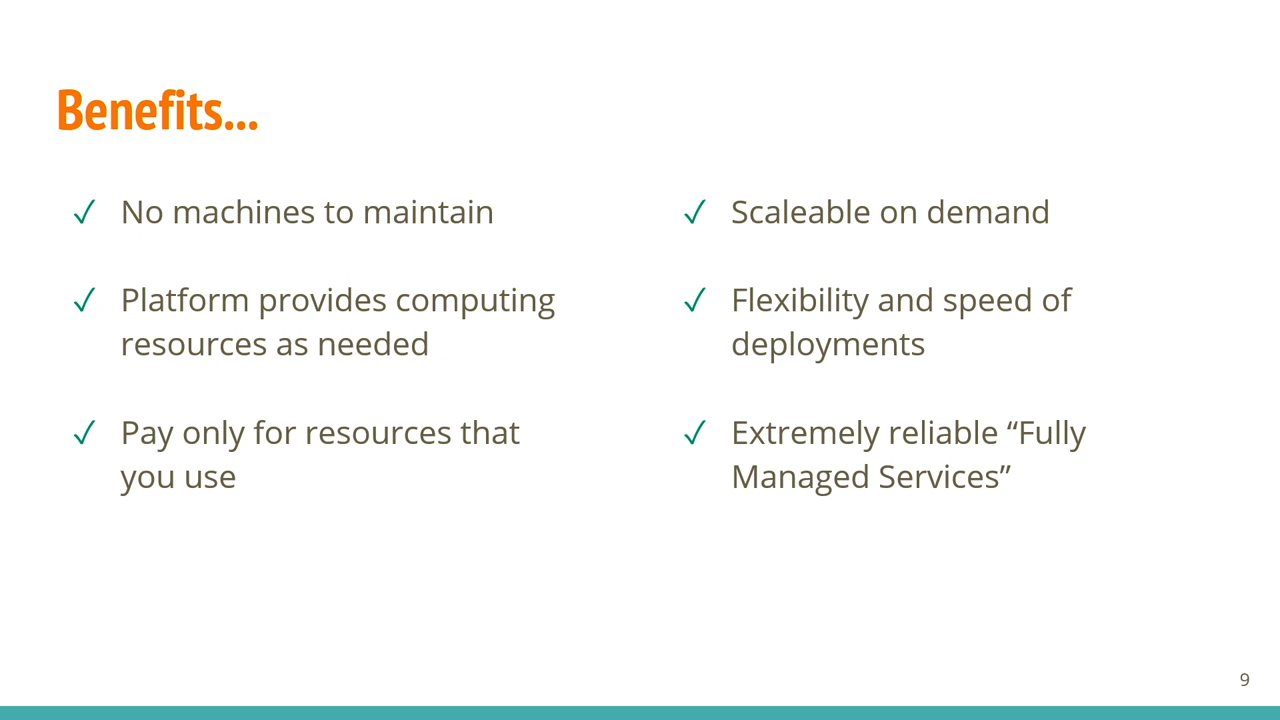 Benefits...
✓ No machines to maintain
✓ Platform provides computing
resources as needed
✓ Pay only for resources that
you use
✓ Scaleable on demand
✓ Flexibility and speed of
deployments
✓ Extremely reliable “Fully
Managed Services”
9